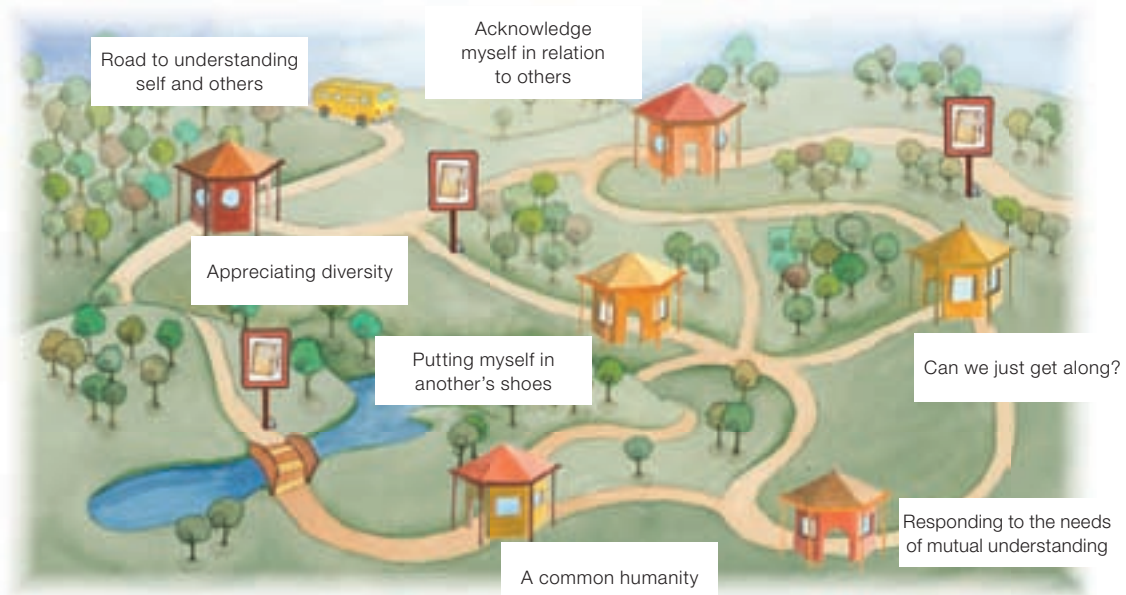 Acknowledge
myself in relation
to others
Road to understanding
self and others
Appreciating diversity
Putting myself in
another’s shoes
Can we just get along?
Responding to the needs
of mutual understanding
A common humanity